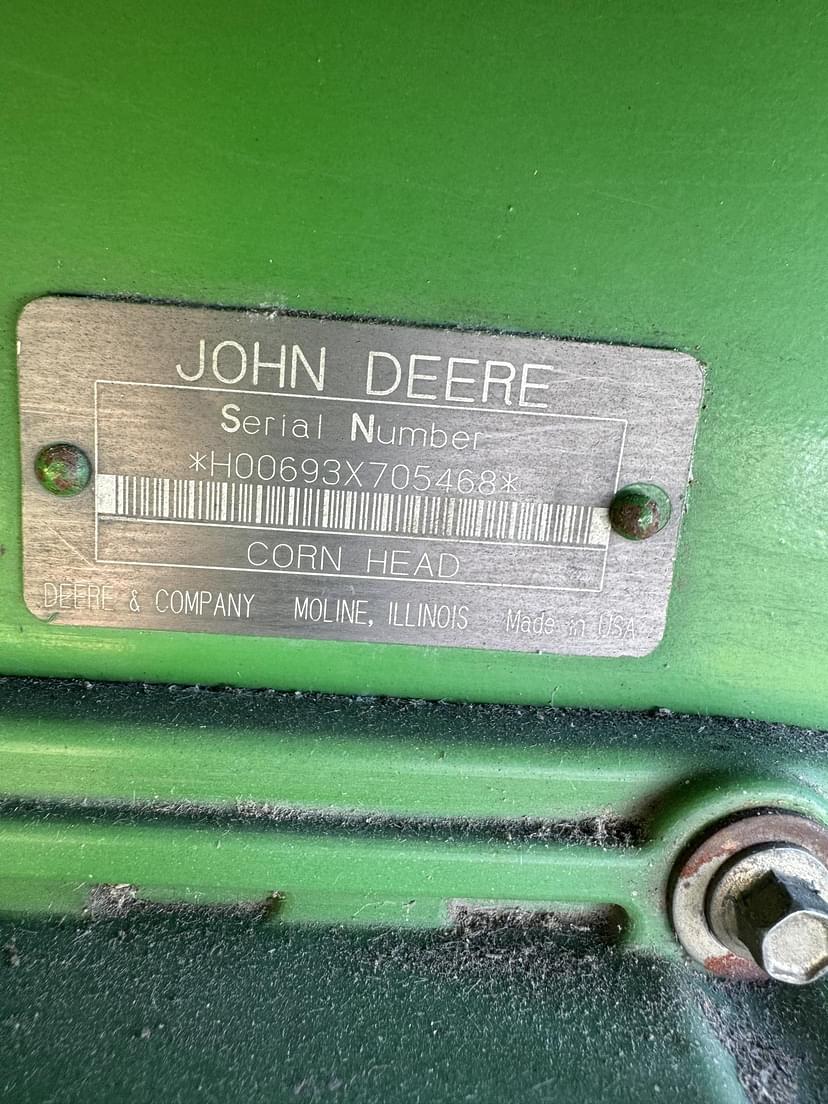 JOHN DEERE
Serial Number
*H00693X705468*
CORN HEAD
DEERE & COMPANY MOLINE, ILLINOIS Made in USA